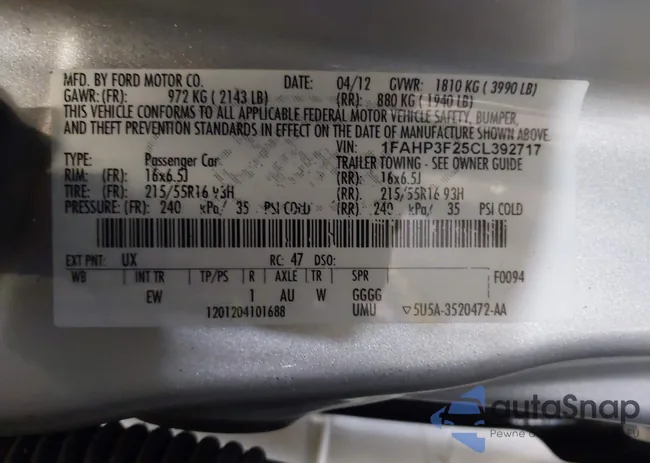 MFD. BY FORD MOTOR CO. DATE: 04/12 GVWR: 1810 KG ( 3990 LB)
GAWR: (FR): 972 KG ( 2143 LB) (RR): 880 KG ( 1940 LB)
THIS VEHICLE CONFORMS TO ALL APPLICABLE FEDERAL MOTOR VEHICLE SAFETY, BUMPER,
AND THEFT PREVENTION STANDARDS IN EFFECT ON THE DATE OF MANUFACTURE SHOWN ABOVE.
VIN: 1FAHP3F25CL392717
TYPE: Passenger Car TRAILER TOWING - SEE OWNER GUIDE
RIM: (FR): 16x6.5J (RR): 16x6.5J
TIRE: (FR): 215/55R16 93H (RR): 215/55R16 93H
PRESSURE: (FR): 240 kPa/ 35 PSI COLD (RR): 240 kPa/ 35 PSI COLD
EXT PNT: UX RC: 47 DSO:
WB INT TR TP/PS R AXLE TR SPR F0094
EW 1 AU W GGGG
1201204101688 UMU ▽5U5A-3520472-AA
autoSnap